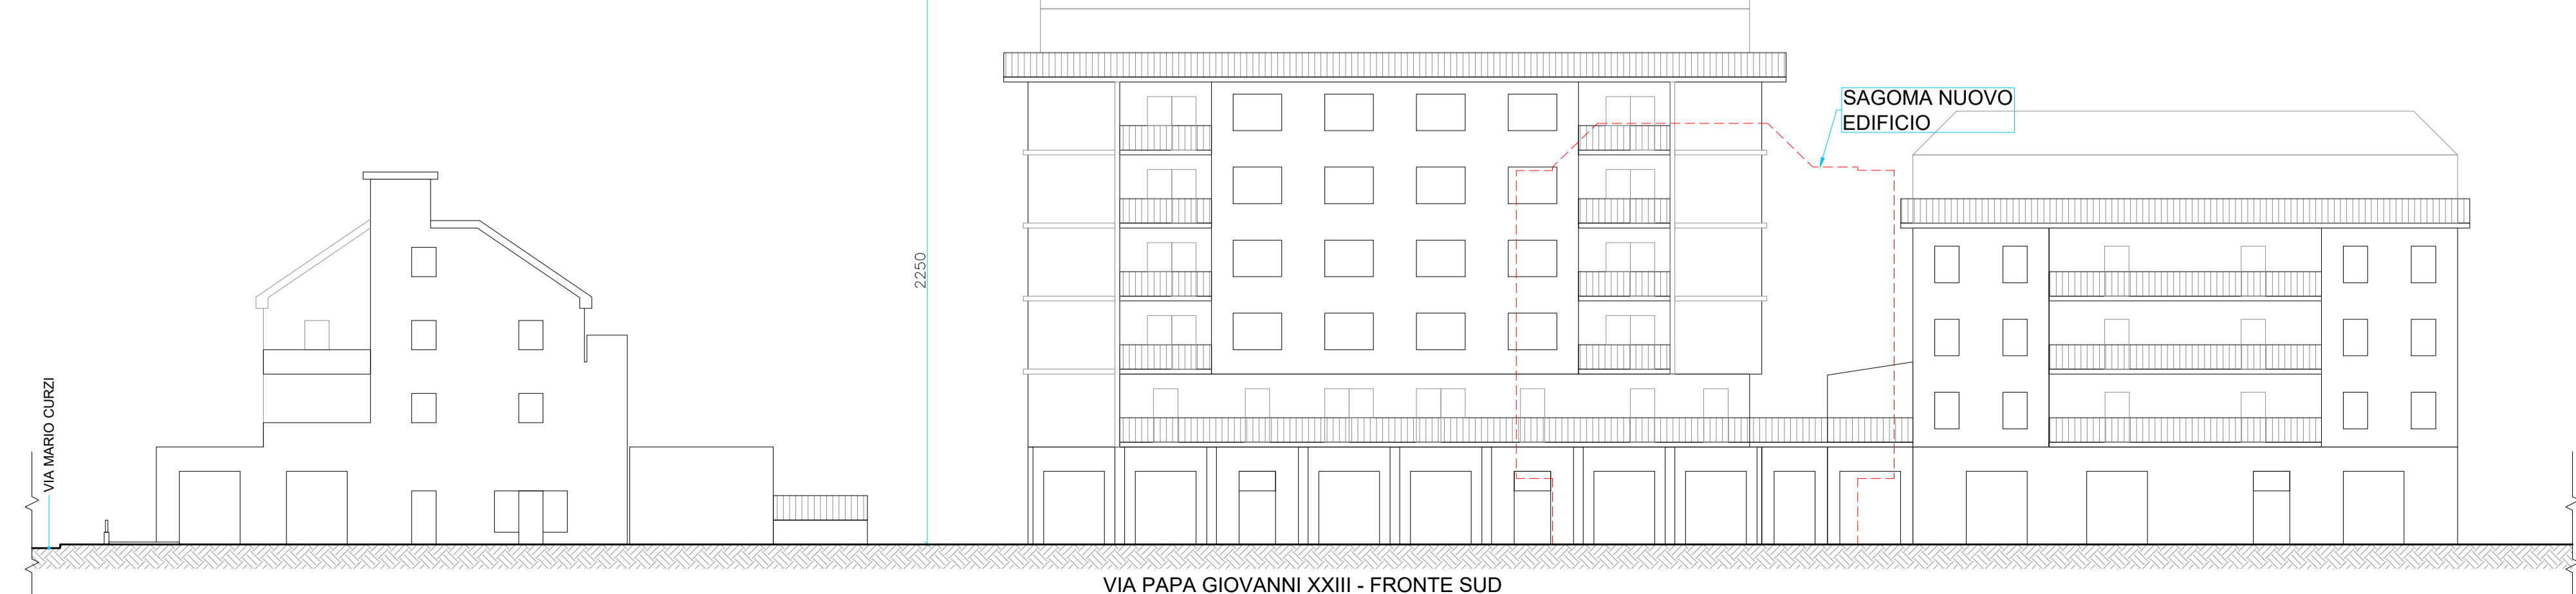 SAGOMA NUOVO
EDIFICIO
2250
VIA MARIO CURZI
VIA PAPA GIOVANNI XXIII - FRONTE SUD